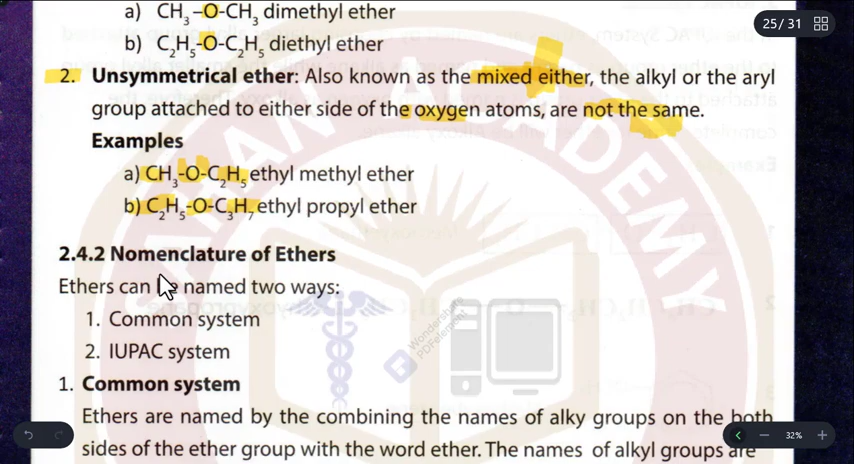 a) CH₃–O-CH₃ dimethyl ether
25 / 31
b) C₂H₅-O-C₂H₅ diethyl ether
2. Unsymmetrical ether: Also known as the mixed either, the alkyl or the aryl
group attached to either side of the oxygen atoms, are not the same.
Examples
a) CH₃-O-C₂H₅ ethyl methyl ether
b) C₂H₅-O-C₃H₇ ethyl propyl ether
2.4.2 Nomenclature of Ethers
Ethers can be named two ways:
1. Common system
2. IUPAC system
1. Common system
Ethers are named by the combining the names of alky groups on the both
sides of the ether group with the word ether. The names of alkyl groups are
Wondershare
PDFelement
ACADEMY
32%